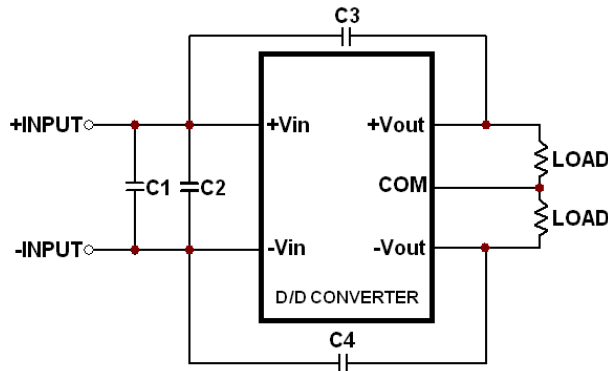 C3
+INPUT
+Vin
+Vout
LOAD
C1
C2
COM
LOAD
-INPUT
-Vin
-Vout
D/D CONVERTER
C4